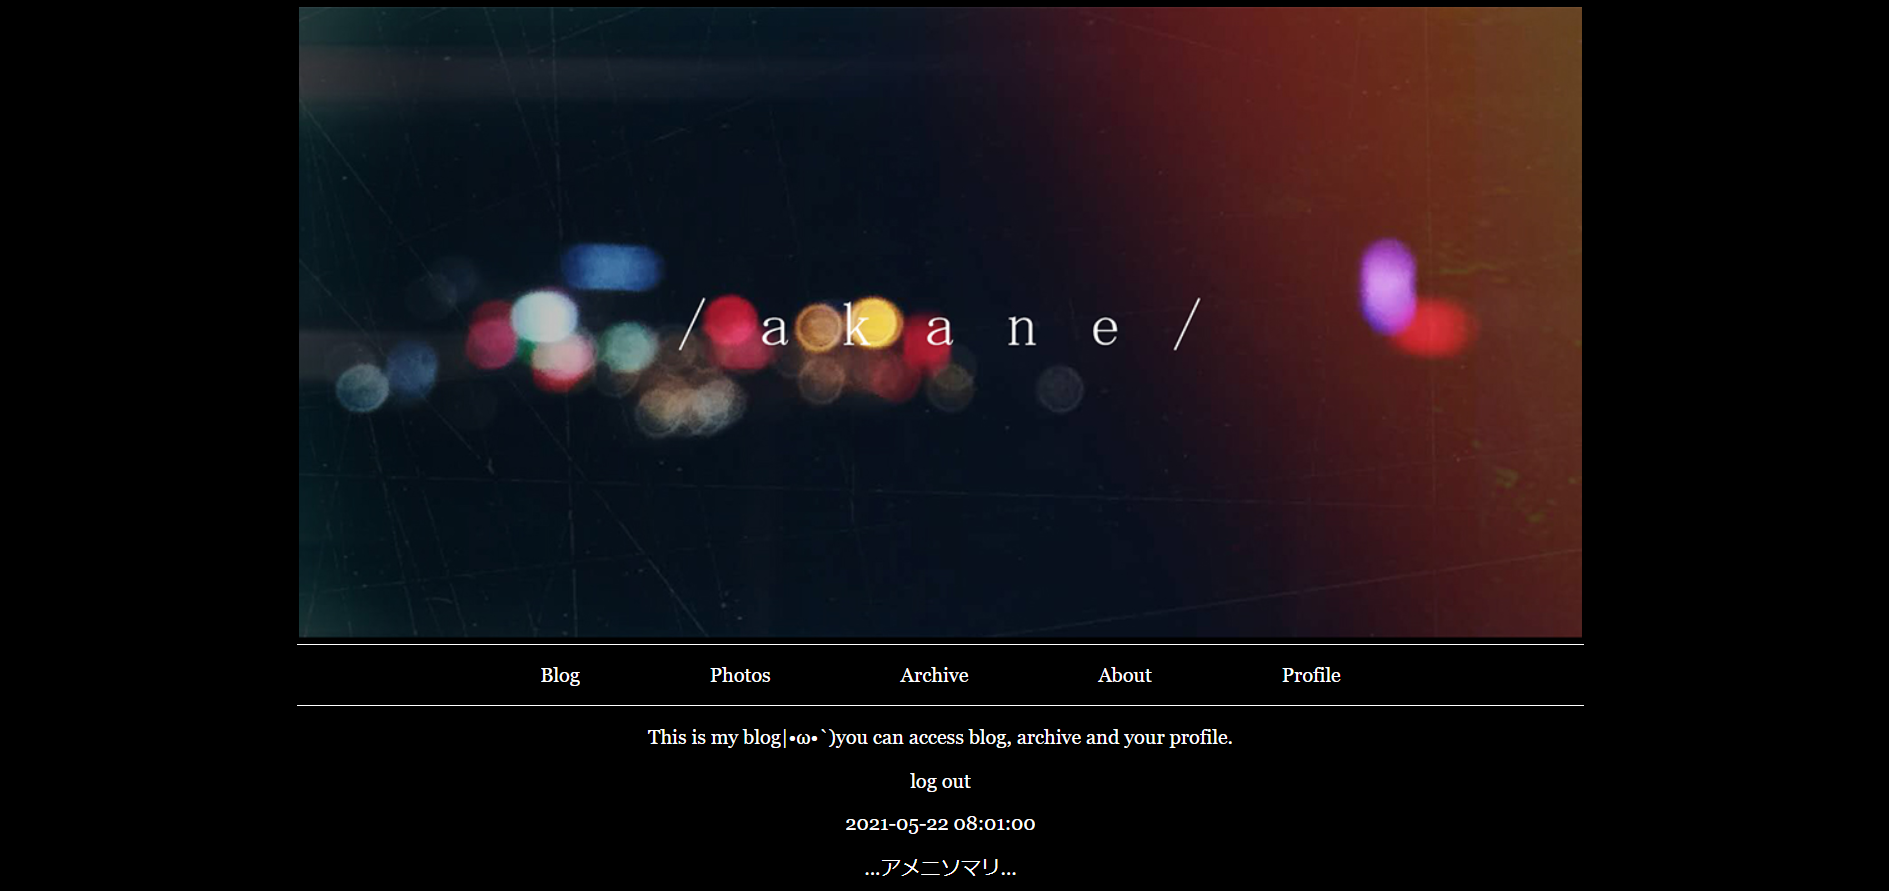 / a k a n e /
Blog Photos Archive About Profile
This is my blog|•ω•`)you can access blog, archive and your profile.
log out
2021-05-22 08:01:00
...アメニソマリ...